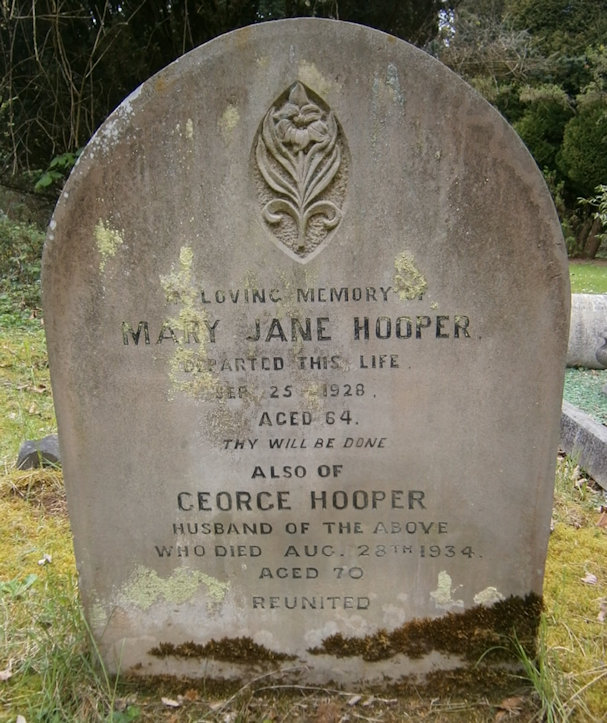 LOVING MEMORY OF
MARY JANE HOOPER.
DEPARTED THIS LIFE
25 1928,
AGED 64.
THY WILL BE DONE
ALSO OF
GEORGE HOOPER
HUSBAND OF THE ABOVE
WHO DIED AUG. 28TH 1934.
AGED 70
REUNITED